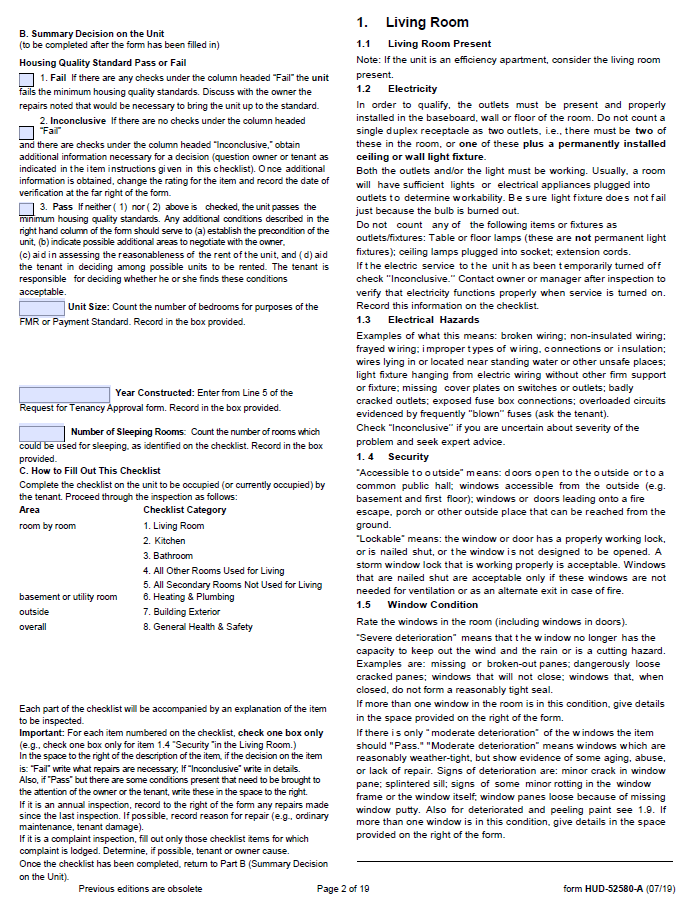 B. Summary Decision on the Unit
(to be completed after the form has been filled in)
Housing Quality Standard Pass or Fail
1. Fail If there are any checks under the column headed "Fail" the unit
fails the minimum housing quality standards. Discuss with the owner the
repairs noted that would be necessary to bring the unit up to the standard.
2. Inconclusive If there are no checks under the column headed
"Fail"
and there are checks under the column headed "Inconclusive," obtain
additional information necessary for a decision (question owner or tenant as
indicated in the item instructions given in this checklist). Once additional
information is obtained, change the rating for the item and record the date of
verification at the far right of the form.
3. Pass If neither ( 1) nor ( 2) above is checked, the unit passes the
minimum housing quality standards. Any additional conditions described in the
right hand column of the form should serve to (a) establish the precondition of the
unit, (b) indicate possible additional areas to negotiate with the owner,
(c) aid in assessing the reasonableness of the rent of the unit, and ( d) aid
the tenant in deciding among possible units to be rented. The tenant is
responsible for deciding whether he or she finds these conditions
acceptable.
Unit Size: Count the number of bedrooms for purposes of the
FMR or Payment Standard. Record in the box provided.
Year Constructed: Enter from Line 5 of the
Request for Tenancy Approval form. Record in the box provided.
Number of Sleeping Rooms: Count the number of rooms which
could be used for sleeping, as identified on the checklist. Record in the box
provided.
C. How to Fill Out This Checklist
Complete the checklist on the unit to be occupied (or currently occupied) by
the tenant. Proceed through the inspection as follows:
Area Checklist Category
room by room 1. Living Room
2. Kitchen
3. Bathroom
4. All Other Rooms Used for Living
5. All Secondary Rooms Not Used for Living
basement or utility room 6. Heating & Plumbing
outside 7. Building Exterior
overall 8. General Health & Safety
Each part of the checklist will be accompanied by an explanation of the item
to be inspected.
Important: For each item numbered on the checklist, check one box only
(e.g., check one box only for item 1.4 "Security "in the Living Room.)
In the space to the right of the description of the item, if the decision on the item
is: "Fail" write what repairs are necessary; If "Inconclusive" write in details.
Also, if "Pass" but there are some conditions present that need to be brought to
the attention of the owner or the tenant, write these in the space to the right.
If it is an annual inspection, record to the right of the form any repairs made
since the last inspection. If possible, record reason for repair (e.g., ordinary
maintenance, tenant damage).
If it is a complaint inspection, fill out only those checklist items for which
complaint is lodged. Determine, if possible, tenant or owner cause.
Once the checklist has been completed, return to Part B (Summary Decision
on the Unit).
1. Living Room
1.1 Living Room Present
Note: If the unit is an efficiency apartment, consider the living room
present.
1.2 Electricity
In order to qualify, the outlets must be present and properly
installed in the baseboard, wall or floor of the room. Do not count a
single duplex receptacle as two outlets, i.e., there must be two of
these in the room, or one of these plus a permanently installed
ceiling or wall light fixture.
Both the outlets and/or the light must be working. Usually, a room
will have sufficient lights or electrical appliances plugged into
outlets to determine workability. Be sure light fixture does not fail
just because the bulb is burned out.
Do not count any of the following items or fixtures as
outlets/fixtures: Table or floor lamps (these are not permanent light
fixtures); ceiling lamps plugged into socket; extension cords.
If the electric service to the unit has been temporarily turned off
check "Inconclusive." Contact owner or manager after inspection to
verify that electricity functions properly when service is turned on.
Record this information on the checklist.
1.3 Electrical Hazards
Examples of what this means: broken wiring; non-insulated wiring;
frayed wiring; improper types of wiring, connections or insulation;
wires lying in or located near standing water or other unsafe places;
light fixture hanging from electric wiring without other firm support
or fixture; missing cover plates on switches or outlets; badly
cracked outlets; exposed fuse box connections; overloaded circuits
evidenced by frequently "blown" fuses (ask the tenant).
Check "Inconclusive" if you are uncertain about severity of the
problem and seek expert advice.
1. 4 Security
"Accessible to outside" means: doors open to the outside or to a
common public hall; windows accessible from the outside (e.g.
basement and first floor); windows or doors leading onto a fire
escape, porch or other outside place that can be reached from the
ground.
"Lockable" means: the window or door has a properly working lock,
or is nailed shut, or the window is not designed to be opened. A
storm window lock that is working properly is acceptable. Windows
that are nailed shut are acceptable only if these windows are not
needed for ventilation or as an alternate exit in case of fire.
1.5 Window Condition
Rate the windows in the room (including windows in doors).
"Severe deterioration" means that the window no longer has the
capacity to keep out the wind and the rain or is a cutting hazard.
Examples are: missing or broken-out panes; dangerously loose
cracked panes; windows that will not close; windows that, when
closed, do not form a reasonably tight seal.
If more than one window in the room is in this condition, give details
in the space provided on the right of the form.
If there is only "moderate deterioration" of the windows the item
should "Pass." "Moderate deterioration" means windows which are
reasonably weather-tight, but show evidence of some aging, abuse,
or lack of repair. Signs of deterioration are: minor crack in window
pane; splintered sill; signs of some minor rotting in the window
frame or the window itself; window panes loose because of missing
window putty. Also for deteriorated and peeling paint see 1.9. If
more than one window is in this condition, give details in the space
provided on the right of the form.
Previous editions are obsolete Page 2 of 19 form HUD-52580-A (07/19)